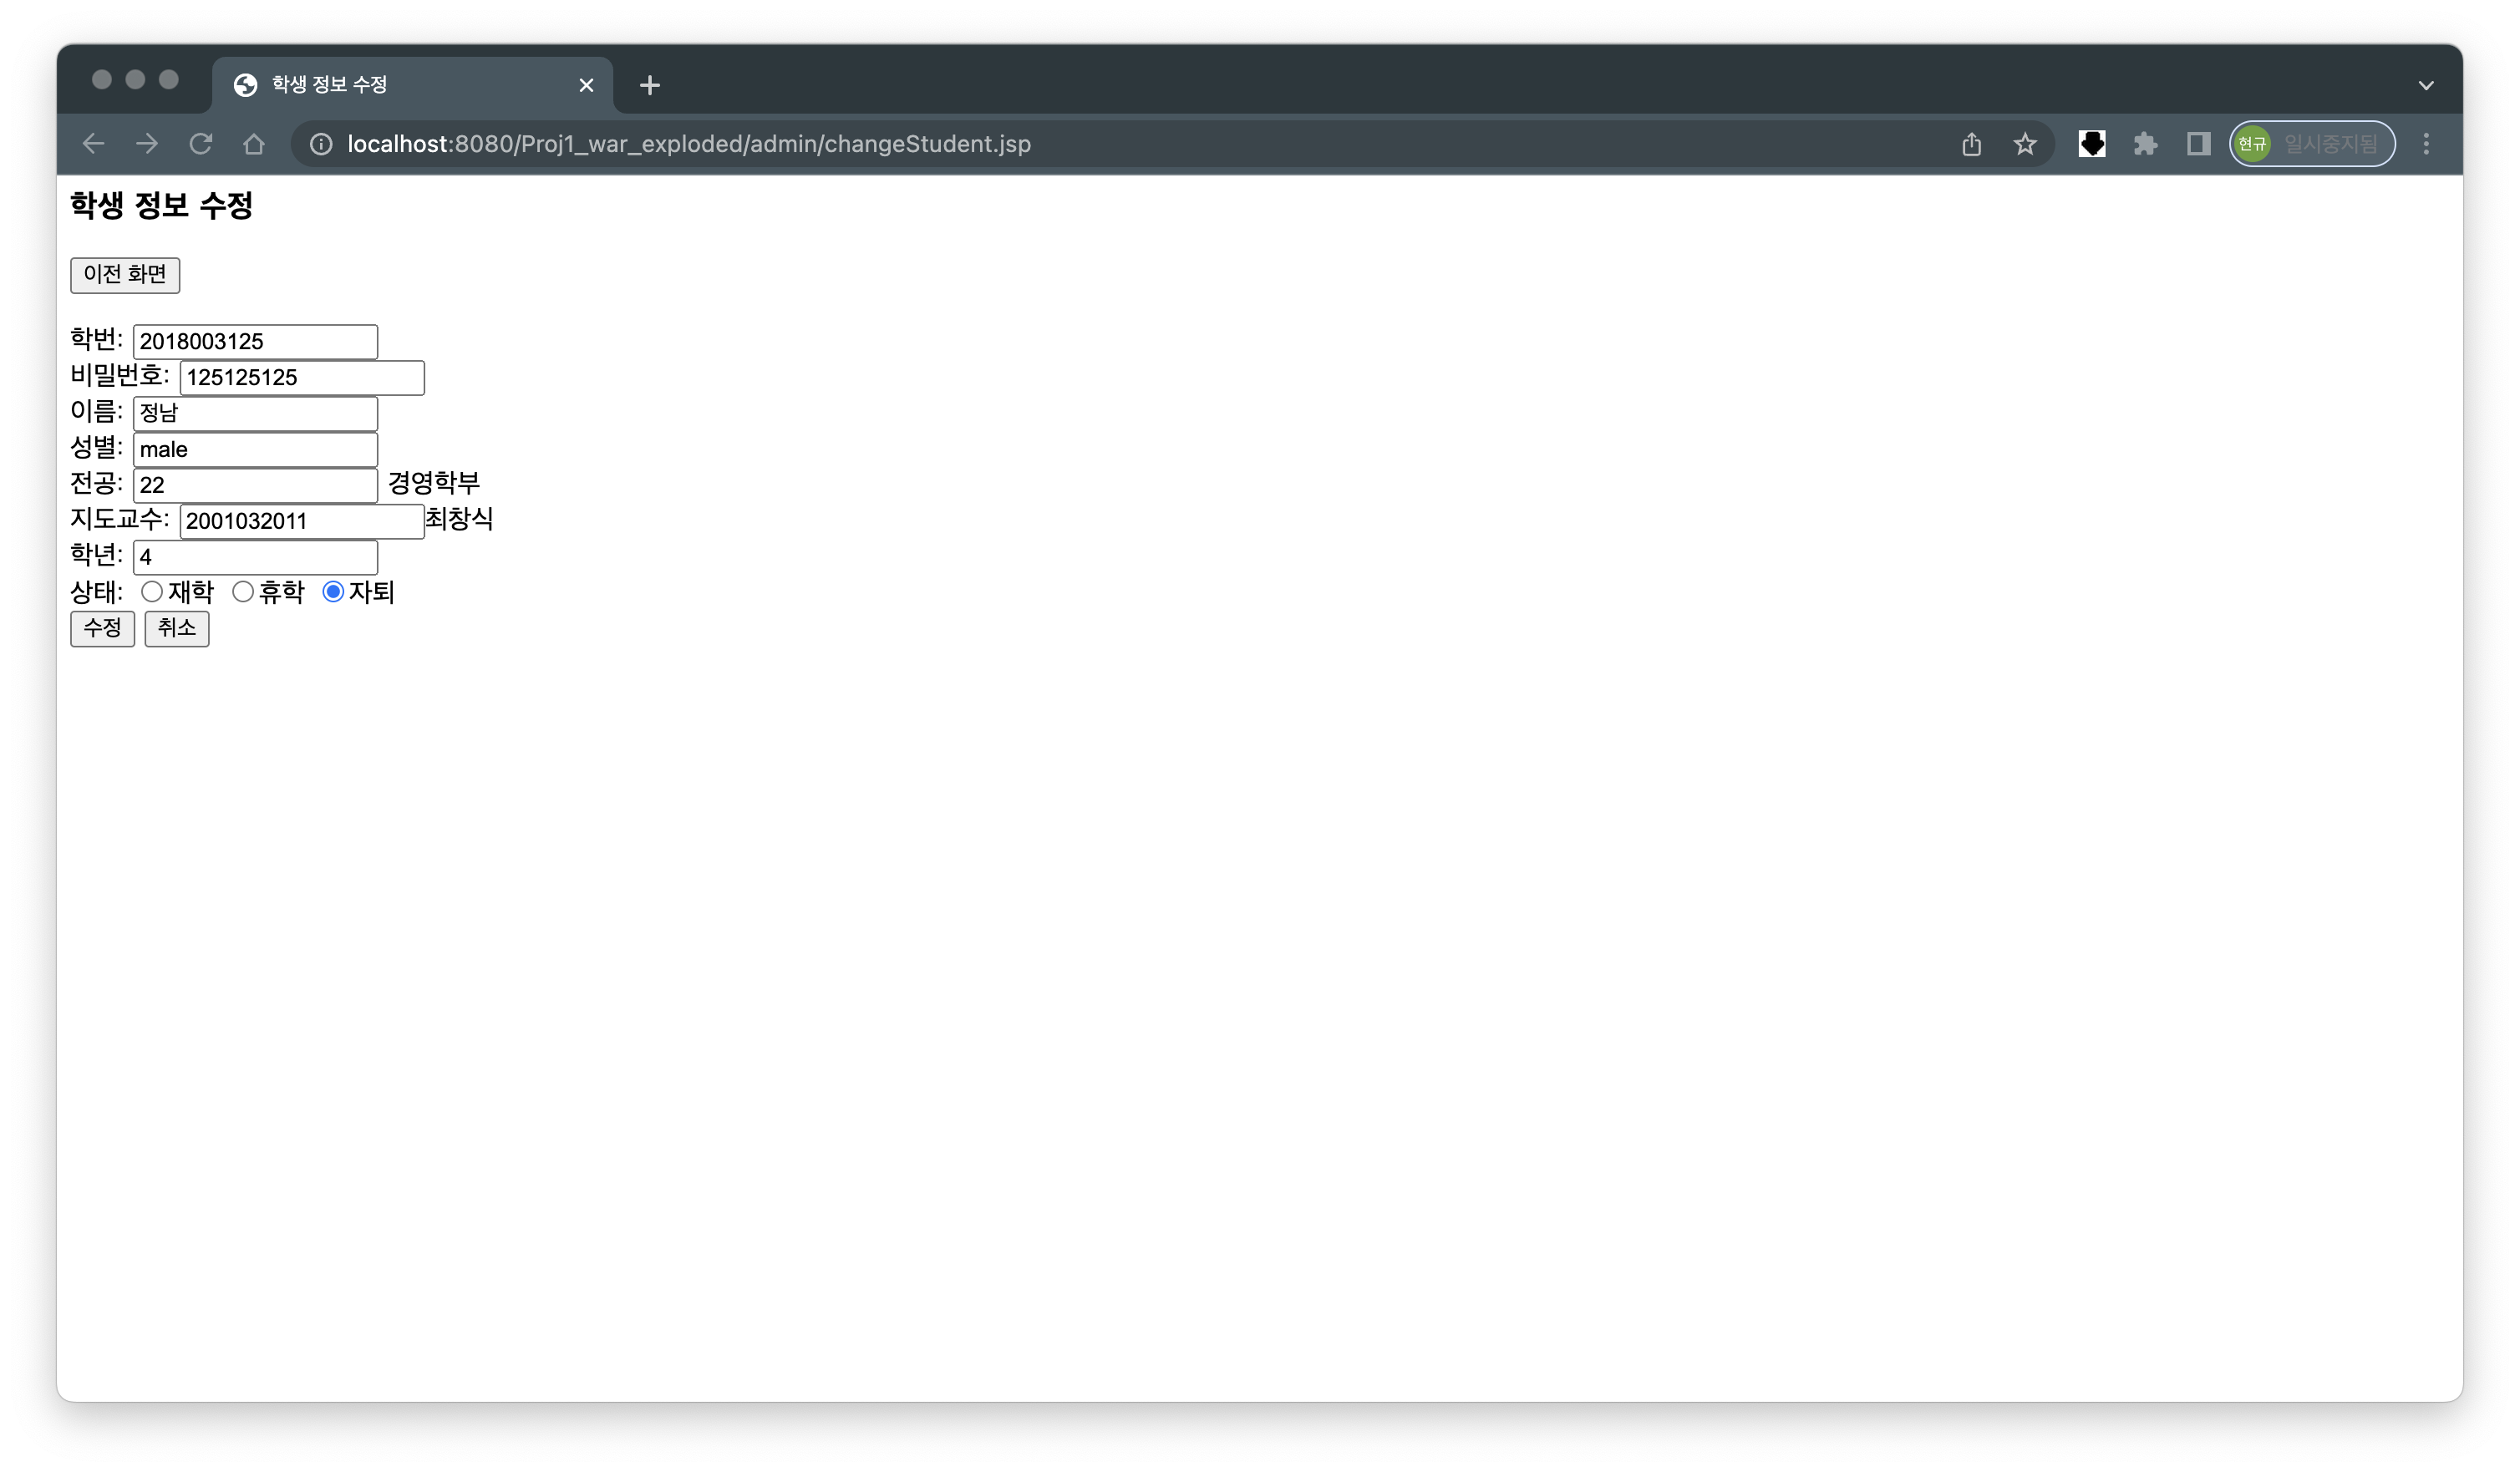 학생 정보 수정
localhost:8080/Proj1_war_exploded/admin/changeStudent.jsp 현규 일시중지됨
학생 정보 수정
이전 화면
학번: 2018003125
비밀번호: 125125125
이름: 정남
성별: male
전공: 22 경영학부
지도교수: 2001032011최창식
학년: 4
상태: 재학 휴학 자퇴
수정 취소